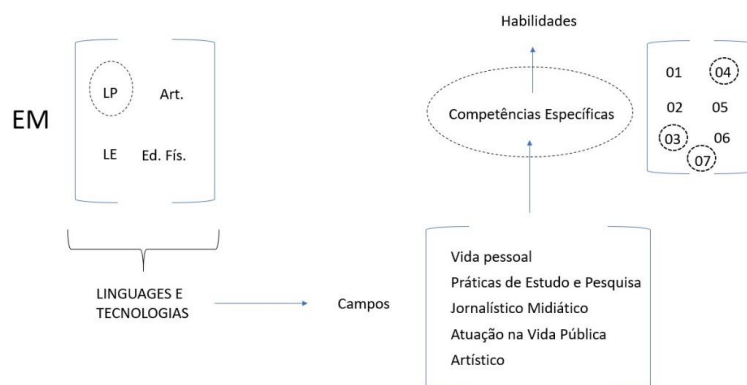 Habilidades
EM
LP Art.
LE Ed. Fís.
Competências Específicas
01 04
02 05
03 06
07
LINGUAGES E
TECNOLOGIAS
Campos
Vida pessoal
Práticas de Estudo e Pesquisa
Jornalístico Midiático
Atuação na Vida Pública
Artístico